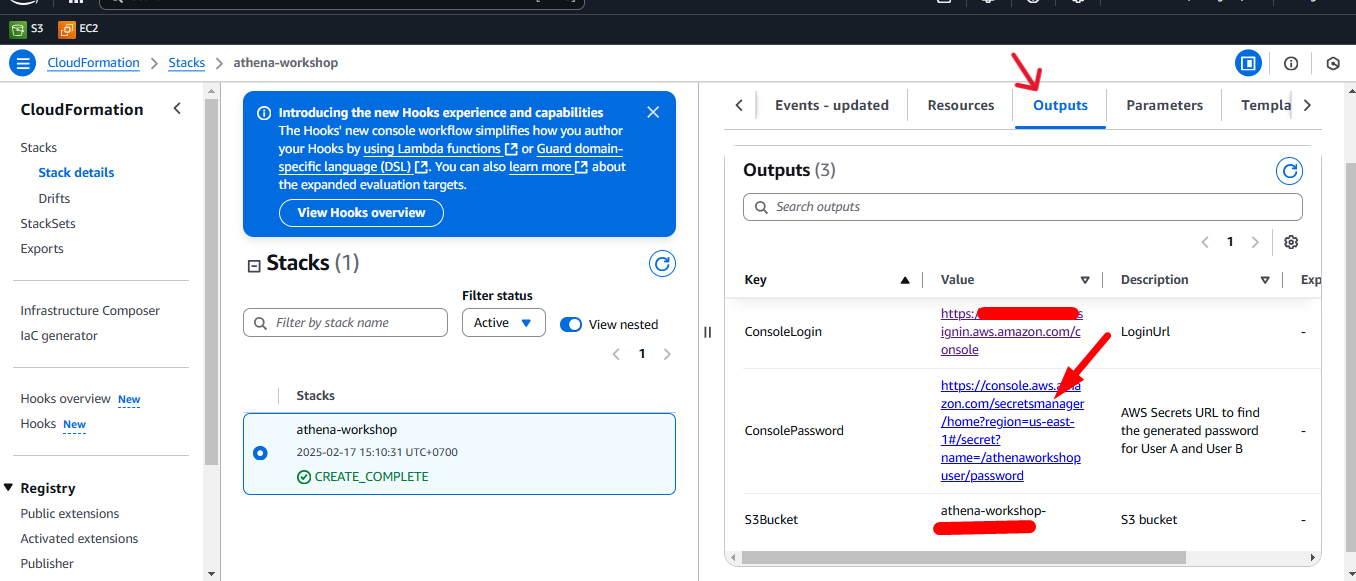 S3
EC2
CloudFormation
Stacks
athena-workshop
CloudFormation
Stacks
Stack details
Drifts
StackSets
Exports
Infrastructure Composer
IaC generator
Hooks overview New
Hooks New
Registry
Public extensions
Activated extensions
Publisher
Introducing the new Hooks experience and capabilities
The Hooks' new console workflow simplifies how you author
your Hooks by using Lambda functions or Guard domain-
specific language (DSL). You can also learn more about
the expanded evaluation targets.
View Hooks overview
Stacks (1)
Filter status
Filter by stack name
Active
View nested
1
Stacks
athena-workshop
2025-02-17 15:10:31 UTC+0700
CREATE_COMPLETE
Events - updated
Resources
Outputs
Parameters
Templa
Outputs (3)
Search outputs
1
Key
Value
Description
Exp
ConsoleLogin
https:/ s
ignin.aws.amazon.com/c
onsole
LoginUrl
-
ConsolePassword
https://console.aws.ama
zon.com/secretsmanager
/home?region=us-east-
1#/secret?
name=/athenaworkshop
user/password
AWS Secrets URL to find
the generated password
for User A and User B
-
S3Bucket
athena-workshop-
S3 bucket
-